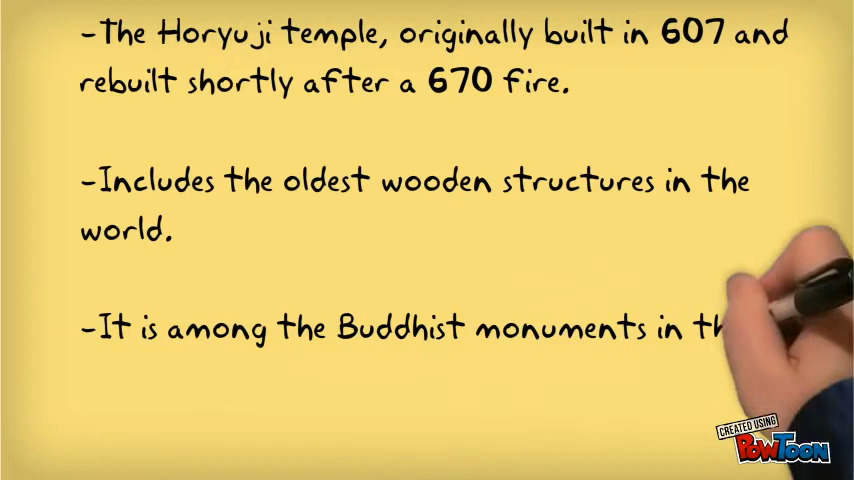 -The Horyuji temple, originally built in 607 and
rebuilt shortly after a 670 fire.
-Includes the oldest wooden structures in the
world.
-It is among the Buddhist monuments in th
CREATED USING
POWTOON